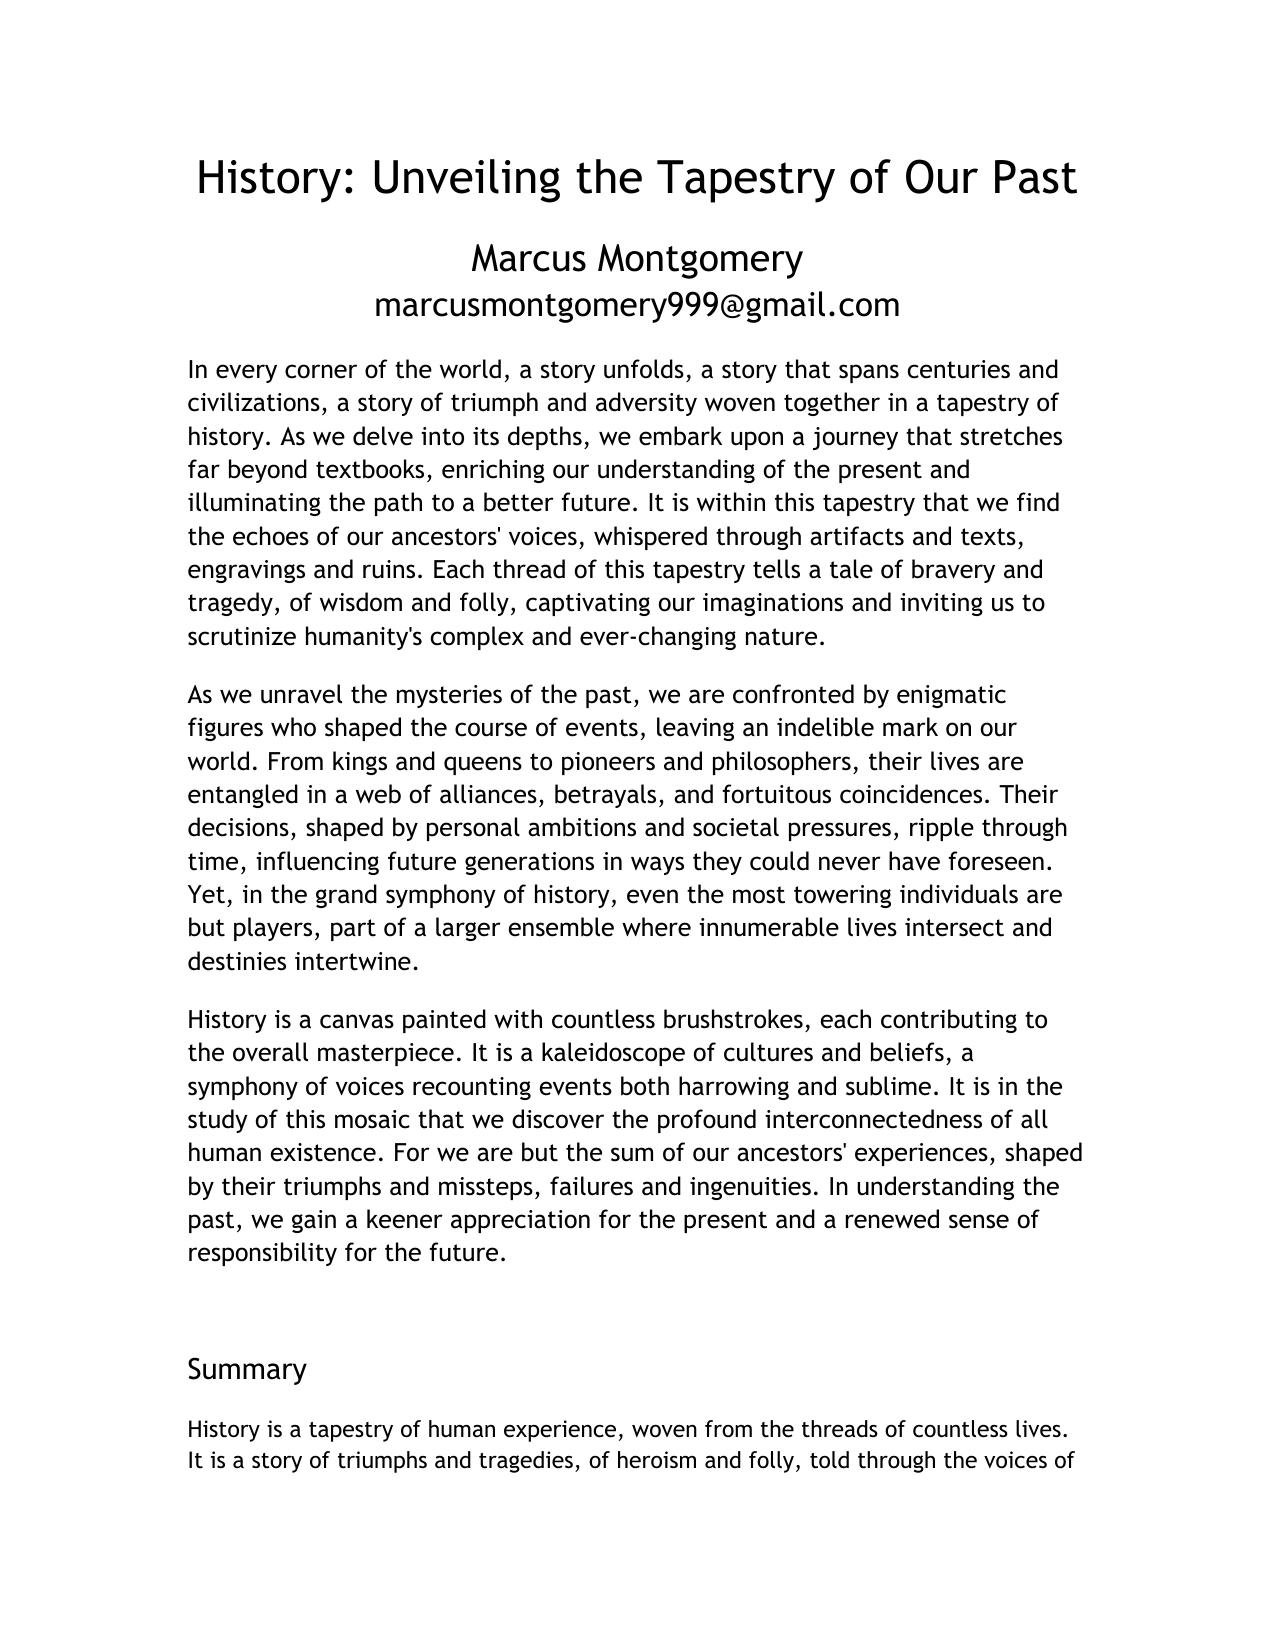 History: Unveiling the Tapestry of Our Past
Marcus Montgomery
marcusmontgomery999@gmail.com
In every corner of the world, a story unfolds, a story that spans centuries and
civilizations, a story of triumph and adversity woven together in a tapestry of
history. As we delve into its depths, we embark upon a journey that stretches
far beyond textbooks, enriching our understanding of the present and
illuminating the path to a better future. It is within this tapestry that we find
the echoes of our ancestors' voices, whispered through artifacts and texts,
engravings and ruins. Each thread of this tapestry tells a tale of bravery and
tragedy, of wisdom and folly, captivating our imaginations and inviting us to
scrutinize humanity's complex and ever-changing nature.
As we unravel the mysteries of the past, we are confronted by enigmatic
figures who shaped the course of events, leaving an indelible mark on our
world. From kings and queens to pioneers and philosophers, their lives are
entangled in a web of alliances, betrayals, and fortuitous coincidences. Their
decisions, shaped by personal ambitions and societal pressures, ripple through
time, influencing future generations in ways they could never have foreseen.
Yet, in the grand symphony of history, even the most towering individuals are
but players, part of a larger ensemble where innumerable lives intersect and
destinies intertwine.
History is a canvas painted with countless brushstrokes, each contributing to
the overall masterpiece. It is a kaleidoscope of cultures and beliefs, a
symphony of voices recounting events both harrowing and sublime. It is in the
study of this mosaic that we discover the profound interconnectedness of all
human existence. For we are but the sum of our ancestors' experiences, shaped
by their triumphs and missteps, failures and ingenuities. In understanding the
past, we gain a keener appreciation for the present and a renewed sense of
responsibility for the future.
Summary
History is a tapestry of human experience, woven from the threads of countless lives.
It is a story of triumphs and tragedies, of heroism and folly, told through the voices of